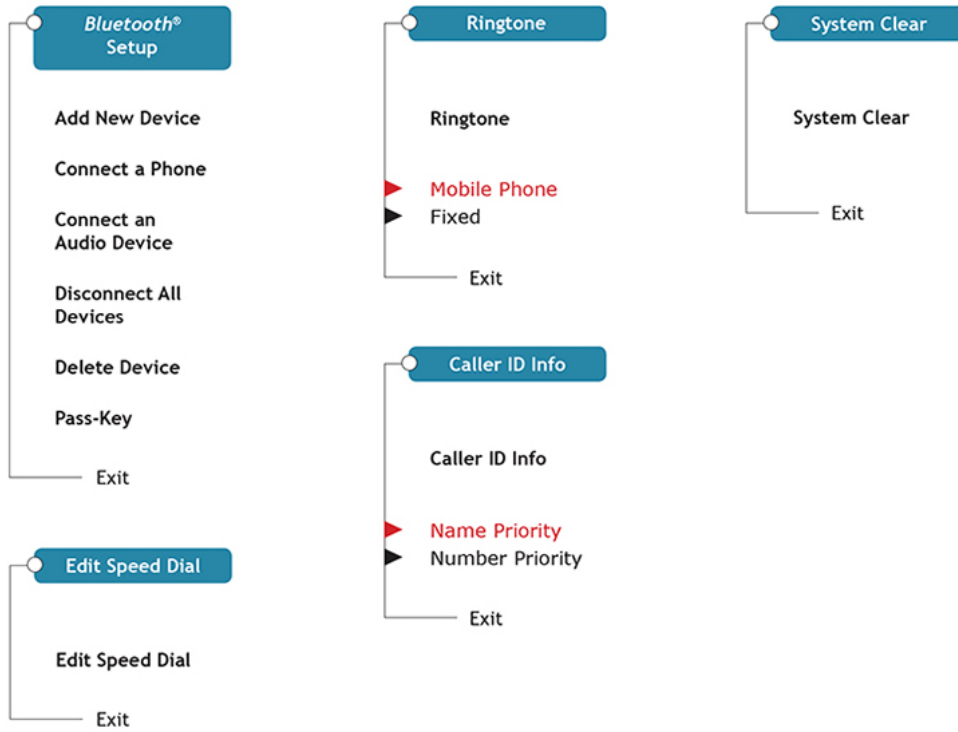 Bluetooth®
Setup
Add New Device
Connect a Phone
Connect an
Audio Device
Disconnect All
Devices
Delete Device
Pass-Key
Exit
Edit Speed Dial
Edit Speed Dial
Exit
Ringtone
Ringtone
Mobile Phone
Fixed
Exit
Caller ID Info
Caller ID Info
Name Priority
Number Priority
Exit
System Clear
System Clear
Exit